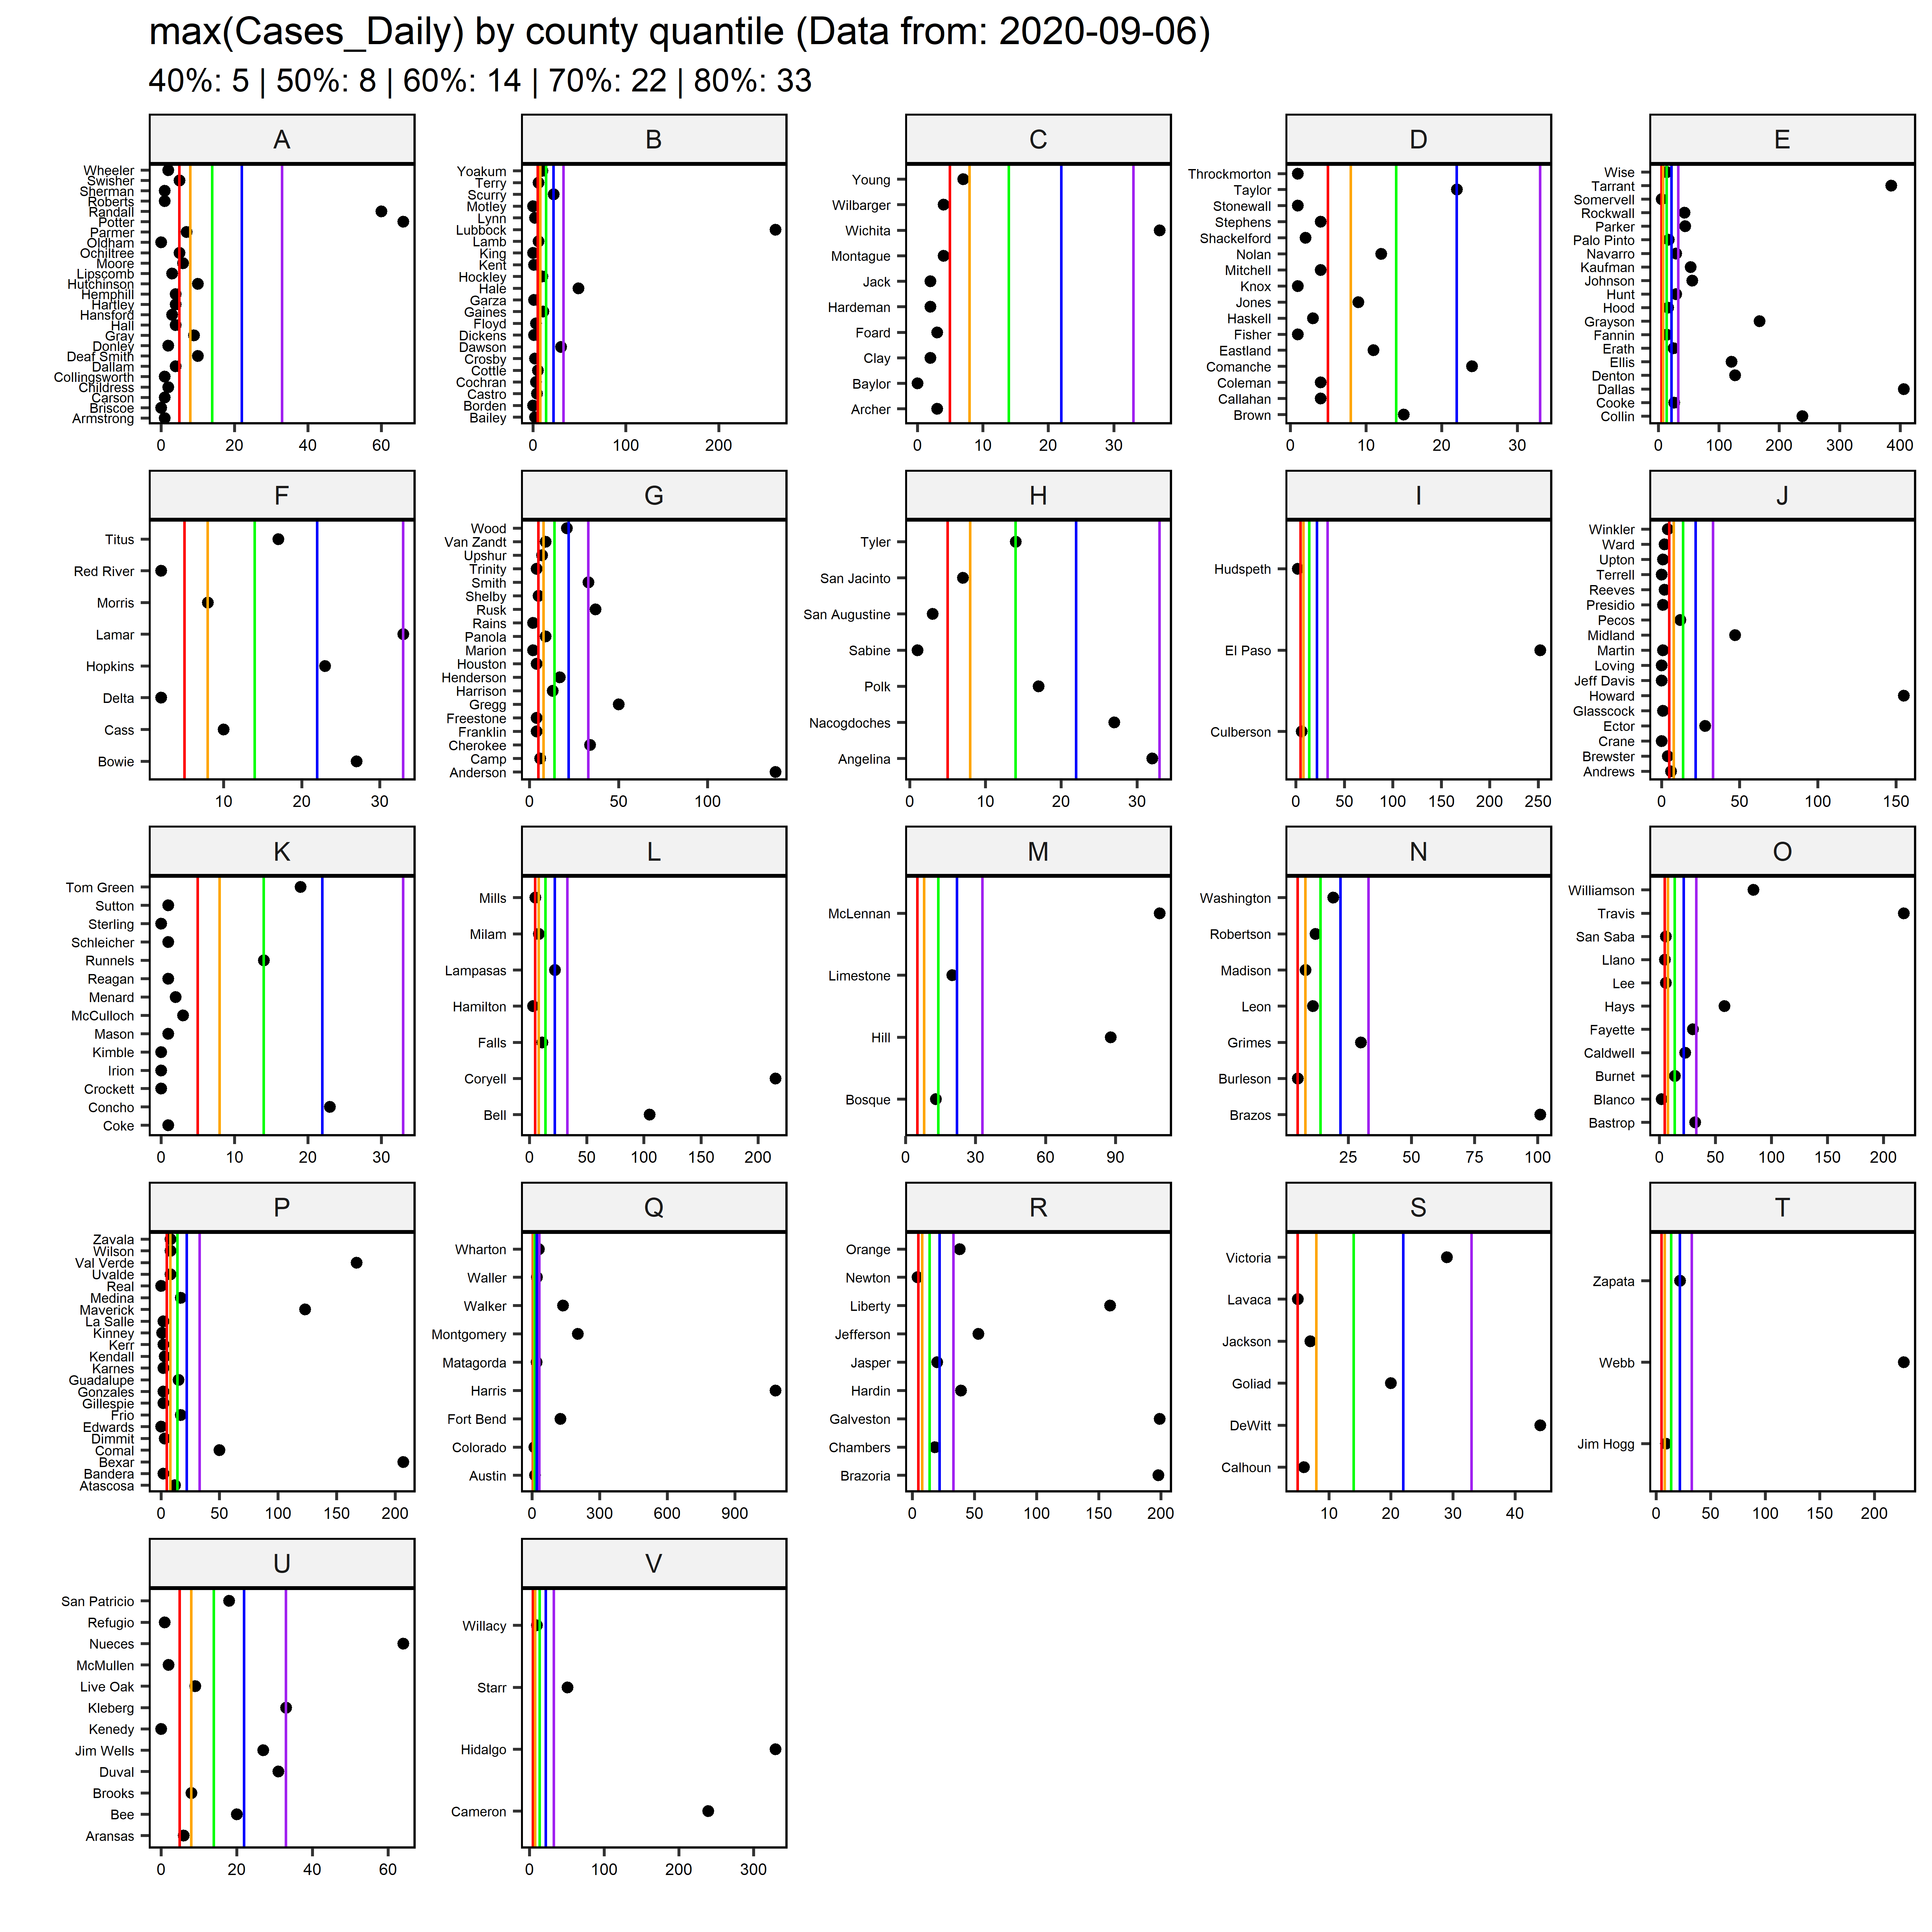 max(Cases_Daily) by county quantile (Data from: 2020-09-06)
40%: 5 | 50%: 8 | 60%: 14 | 70%: 22 | 80%: 33
A
Wheeler
Swisher
Sherman
Roberts
Randall
Potter
Parmer
Oldham
Ochiltree
Moore
Lipscomb
Hutchinson
Hemphill
Hartley
Hansford
Hall
Gray
Donley
Deaf Smith
Dallam
Collingsworth
Childress
Carson
Briscoe
Armstrong
0 20 40 60
B
Yoakum
Terry
Scurry
Motley
Lynn
Lubbock
Lamb
King
Kent
Hockley
Hale
Garza
Gaines
Floyd
Dickens
Dawson
Crosby
Cottle
Cochran
Castro
Borden
Bailey
0 100 200
C
Young
Wilbarger
Wichita
Montague
Jack
Hardeman
Foard
Clay
Baylor
Archer
0 10 20 30
D
Throckmorton
Taylor
Stonewall
Stephens
Shackelford
Nolan
Mitchell
Knox
Jones
Haskell
Fisher
Eastland
Comanche
Coleman
Callahan
Brown
0 10 20 30
E
Wise
Tarrant
Somervell
Rockwall
Parker
Palo Pinto
Navarro
Kaufman
Johnson
Hunt
Hood
Grayson
Fannin
Erath
Ellis
Denton
Dallas
Cooke
Collin
0 100 200 300 400
F
Titus
Red River
Morris
Lamar
Hopkins
Delta
Cass
Bowie
10 20 30
G
Wood
Van Zandt
Upshur
Trinity
Smith
Shelby
Rusk
Rains
Panola
Marion
Houston
Henderson
Harrison
Gregg
Freestone
Franklin
Cherokee
Camp
Anderson
0 50 100
H
Tyler
San Jacinto
San Augustine
Sabine
Polk
Nacogdoches
Angelina
0 10 20 30
I
Hudspeth
El Paso
Culberson
0 50 100 150 200 250
J
Winkler
Ward
Upton
Terrell
Reeves
Presidio
Pecos
Midland
Martin
Loving
Jeff Davis
Howard
Glasscock
Ector
Crane
Brewster
Andrews
0 50 100 150
K
Tom Green
Sutton
Sterling
Schleicher
Runnels
Reagan
Menard
McCulloch
Mason
Kimble
Irion
Crockett
Concho
Coke
0 10 20 30
L
Mills
Milam
Lampasas
Hamilton
Falls
Coryell
Bell
0 50 100 150 200
M
McLennan
Limestone
Hill
Bosque
0 30 60 90
N
Washington
Robertson
Madison
Leon
Grimes
Burleson
Brazos
25 50 75 100
O
Williamson
Travis
San Saba
Llano
Lee
Hays
Fayette
Caldwell
Burnet
Blanco
Bastrop
0 50 100 150 200
P
Zavala
Wilson
Val Verde
Uvalde
Real
Medina
Maverick
La Salle
Kinney
Kerr
Kendall
Karnes
Guadalupe
Gonzales
Gillespie
Frio
Edwards
Dimmit
Comal
Bexar
Bandera
Atascosa
0 50 100 150 200
Q
Wharton
Waller
Walker
Montgomery
Matagorda
Harris
Fort Bend
Colorado
Austin
0 300 600 900
R
Orange
Newton
Liberty
Jefferson
Jasper
Hardin
Galveston
Chambers
Brazoria
0 50 100 150 200
S
Victoria
Lavaca
Jackson
Goliad
DeWitt
Calhoun
10 20 30 40
T
Zapata
Webb
Jim Hogg
0 50 100 150 200
U
San Patricio
Refugio
Nueces
McMullen
Live Oak
Kleberg
Kenedy
Jim Wells
Duval
Brooks
Bee
Aransas
0 20 40 60
V
Willacy
Starr
Hidalgo
Cameron
0 100 200 300